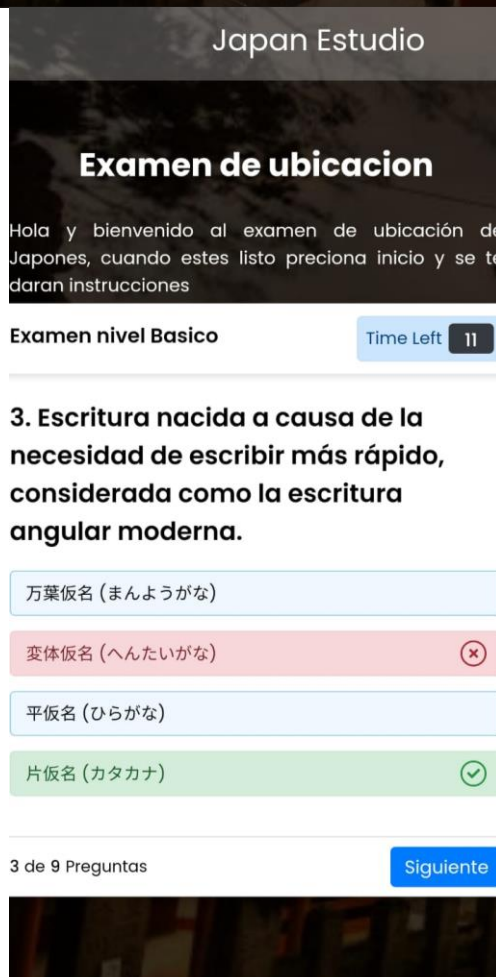 Japan Estudio
Examen de ubicacion
Hola y bienvenido al examen de ubicación de
Japones, cuando estes listo preciona inicio y se te
daran instrucciones
Examen nivel Basico
Time Left 11
3. Escritura nacida a causa de la
necesidad de escribir más rápido,
considerada como la escritura
angular moderna.
万葉仮名 (まんようがな)
変体仮名 (へんたいがな)
平仮名 (ひらがな)
片仮名 (カタカナ)
3 de 9 Preguntas
Siguiente